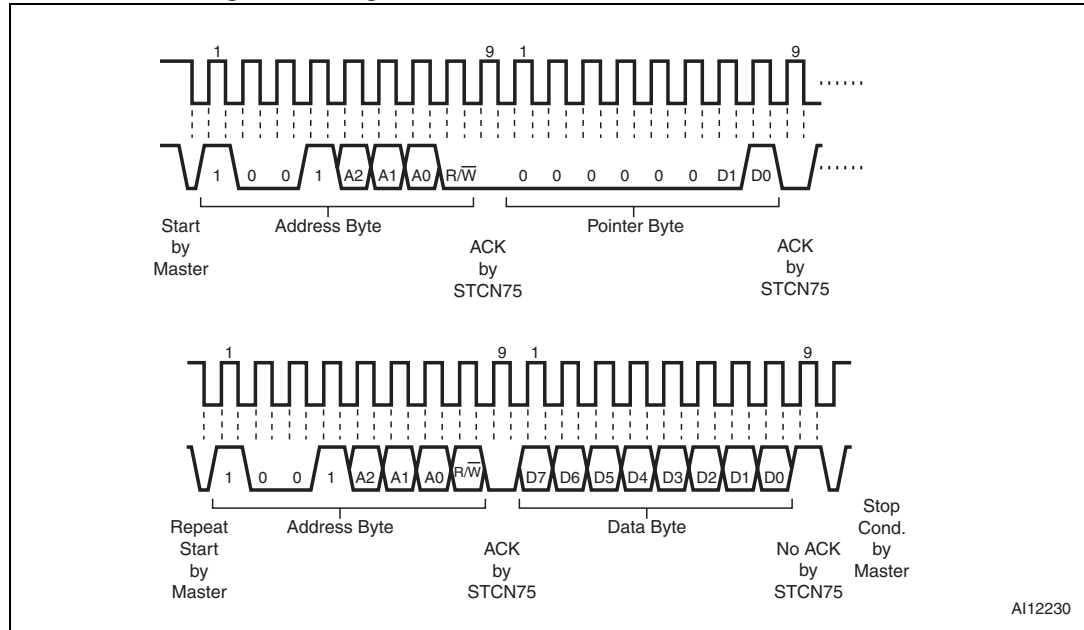 1 9 1 9
1 0 0 1 A2 A1 A0 R/W̅ 0 0 0 0 0 0 D1 D0
Start
by
Master
Address Byte
ACK
by
STCN75
Pointer Byte
ACK
by
STCN75
1 9 1 9
1 0 0 1 A2 A1 A0 R/W̅ D7 D6 D5 D4 D3 D2 D1 D0
Repeat
Start
by
Master
Address Byte
ACK
by
STCN75
Data Byte
No ACK
by
STCN75
Stop
Cond.
by
Master
AI12230